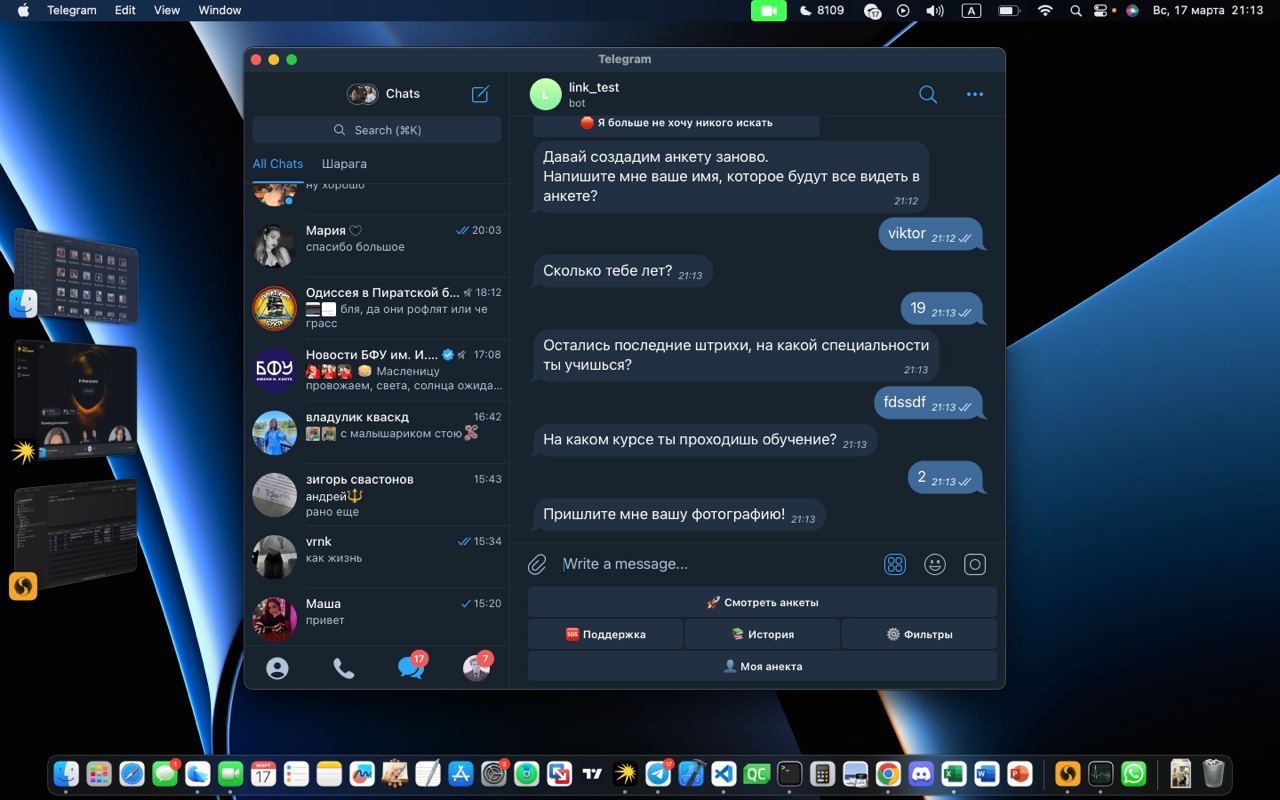 Telegram Edit View Window
8109
A
Вс, 17 марта 21:13
Telegram
Chats
Search (⌘K)
All Chats Шарага
ну хорошо
Мария 20:03
спасибо большое
Одиссея в Пиратской б... 18:12
бля, да они рофлят или че
грасс
Новости БФУ им. И.... 17:08
Масленицу
провожаем, света, солнца ожида...
БФУ
владулик кваскд 16:42
с малышариком стою
зигорь свастонов 15:43
андрей
рано еще
vrnk 15:34
как жизнь
Маша 15:20
привет
17
7
L
link_test
bot
Я больше не хочу никого искать
Давай создадим анкету заново.
Напишите мне ваше имя, которое будут все видеть в
анкете?
21:12
viktor 21:12
Сколько тебе лет? 21:13
19 21:13
Остались последние штрихи, на какой специальности
ты учишься?
21:13
fdssdf 21:13
На каком курсе ты проходишь обучение? 21:13
2 21:13
Пришлите мне вашу фотографию! 21:13
Write a message...
🚀 Смотреть анкеты
🆘 Поддержка 📚 История ⚙️ Фильтры
👤 Моя анекта
МАРТ
17
QC